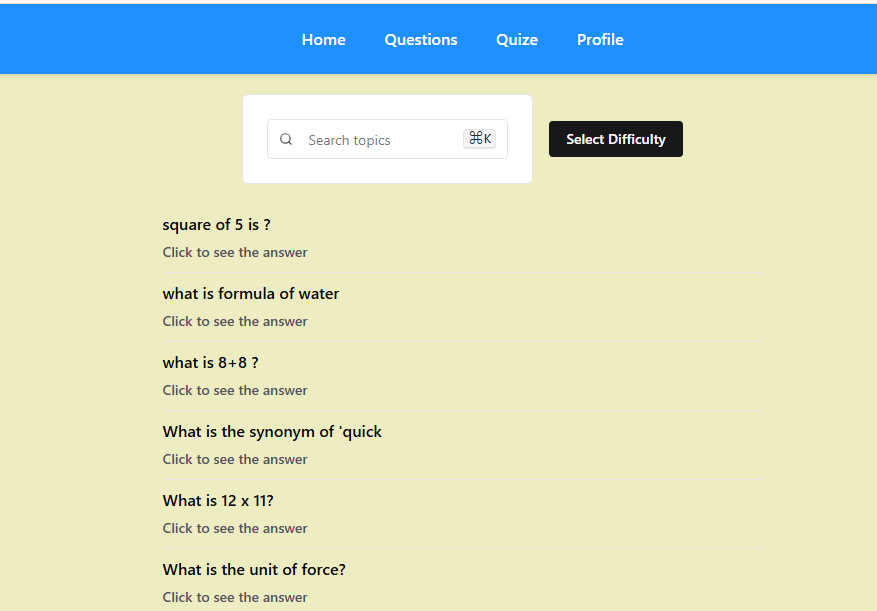 Home Questions Quize Profile
Search topics ⌘K Select Difficulty
square of 5 is ?
Click to see the answer
what is formula of water
Click to see the answer
what is 8+8 ?
Click to see the answer
What is the synonym of 'quick
Click to see the answer
What is 12 x 11?
Click to see the answer
What is the unit of force?
Click to see the answer